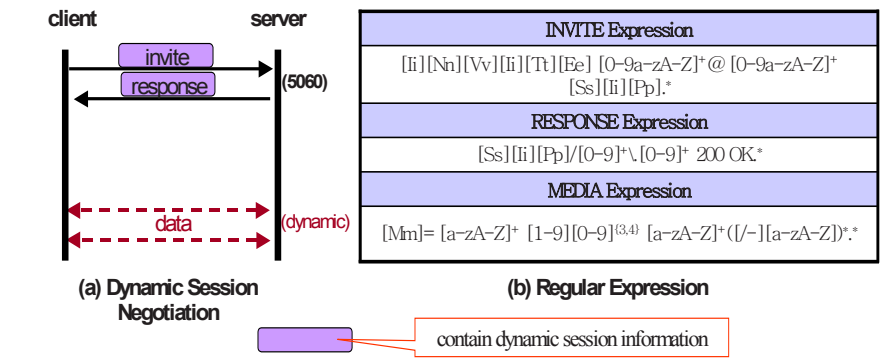 client
server
invite
response
(5060)
data
(dynamic)
(a) Dynamic Session
Negotiation
INVITE Expression
[Ii][Nn][Vv][Ii][Tt][Ee] [0-9a-zA-Z]+@[0-9a-zA-Z]+
[Ss][Ii][Pp].*
RESPONSE Expression
[Ss][Ii][Pp]/[0-9]+\.[0-9]+ 200 OK.*
MEDIA Expression
[Mm]= [a-zA-Z]+ [1-9][0-9]{3,4} [a-zA-Z]+([/-][a-zA-Z])*.*
(b) Regular Expression
contain dynamic session information